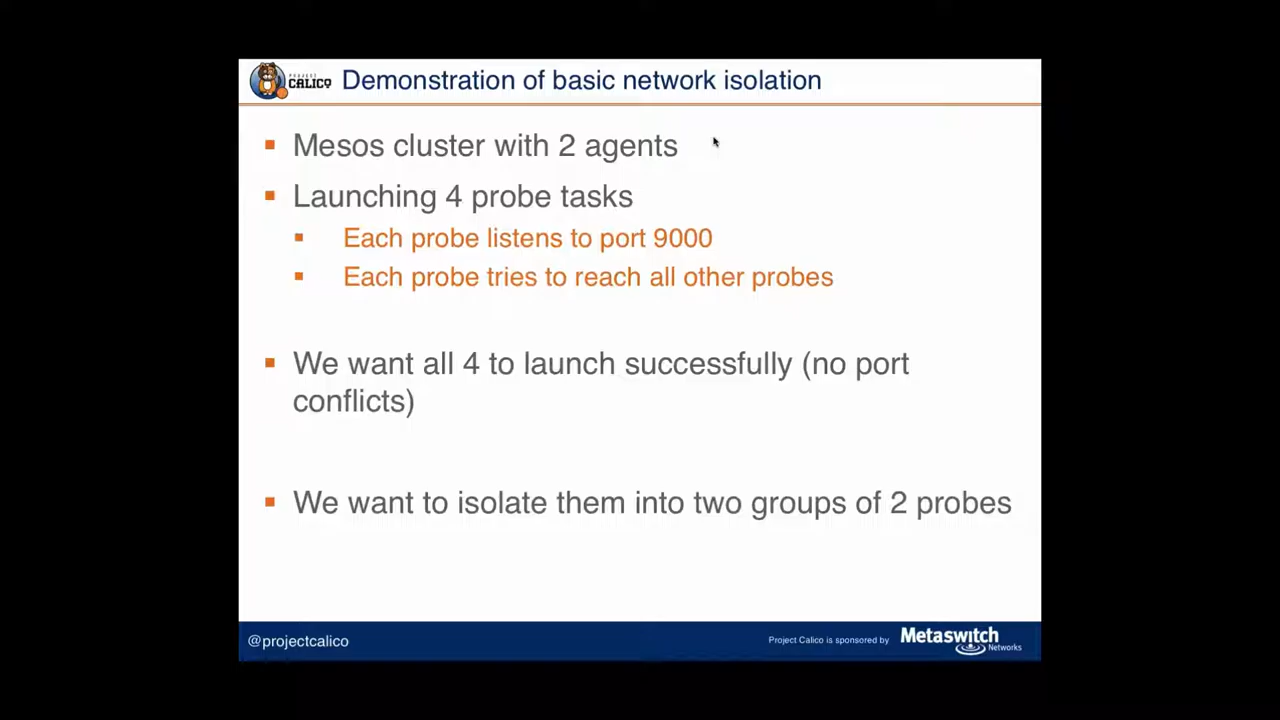 PROJECT
CALICO
Demonstration of basic network isolation
Mesos cluster with 2 agents
Launching 4 probe tasks
Each probe listens to port 9000
Each probe tries to reach all other probes
We want all 4 to launch successfully (no port
conflicts)
We want to isolate them into two groups of 2 probes
@projectcalico
Project Calico is sponsored by
Metaswitch
Networks